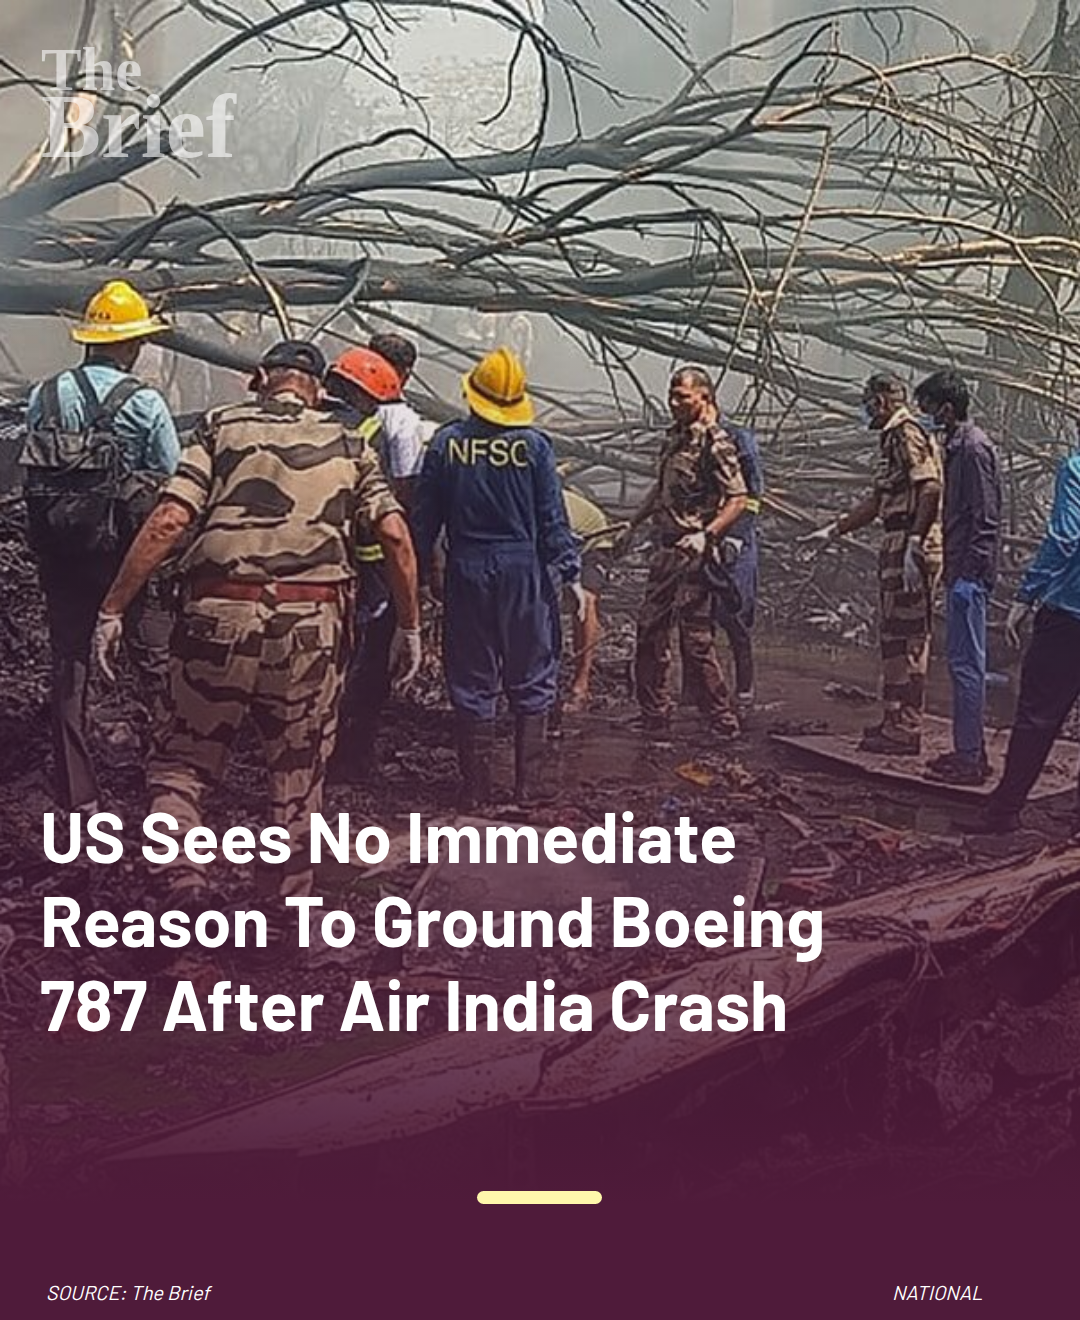 The
Brief
NFSC
US Sees No Immediate
Reason To Ground Boeing
787 After Air India Crash
SOURCE: The Brief
NATIONAL